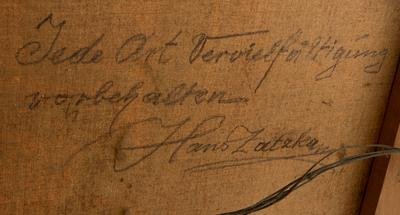 Jede Art Vervielfältigung
vorbehalten
Hans Zatzka